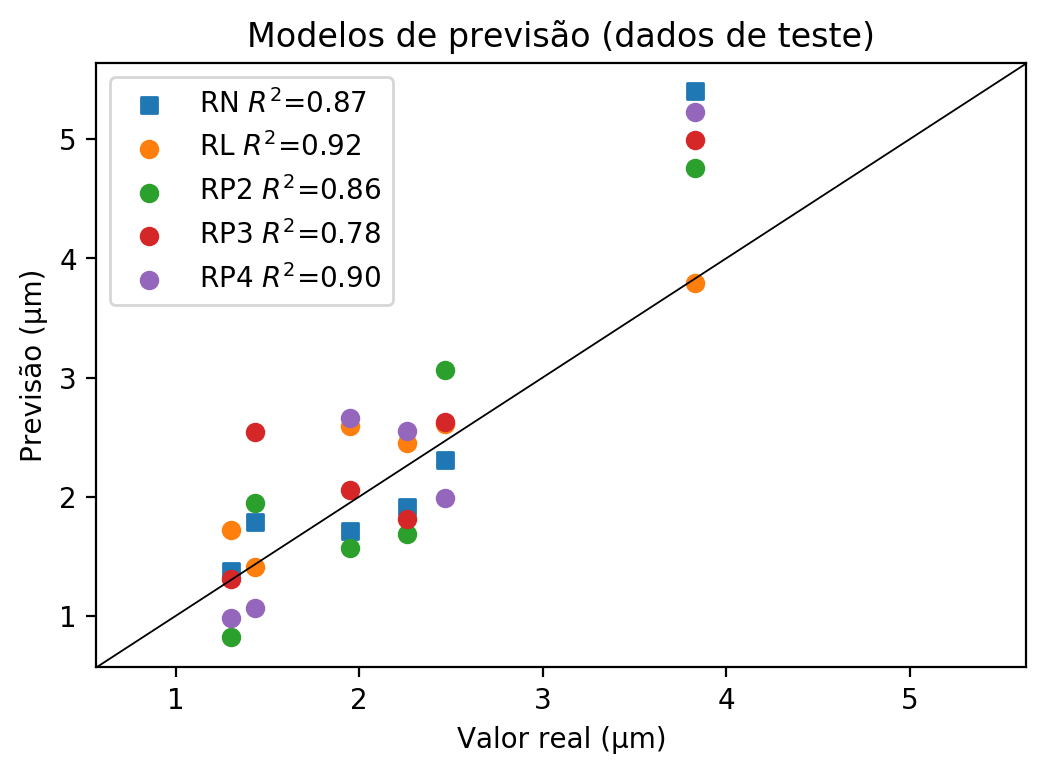 Modelos de previsão (dados de teste)
RN R²=0.87
RL R²=0.92
RP2 R²=0.86
RP3 R²=0.78
RP4 R²=0.90
Previsão (µm)
5
4
3
2
1
1 2 3 4 5
Valor real (µm)